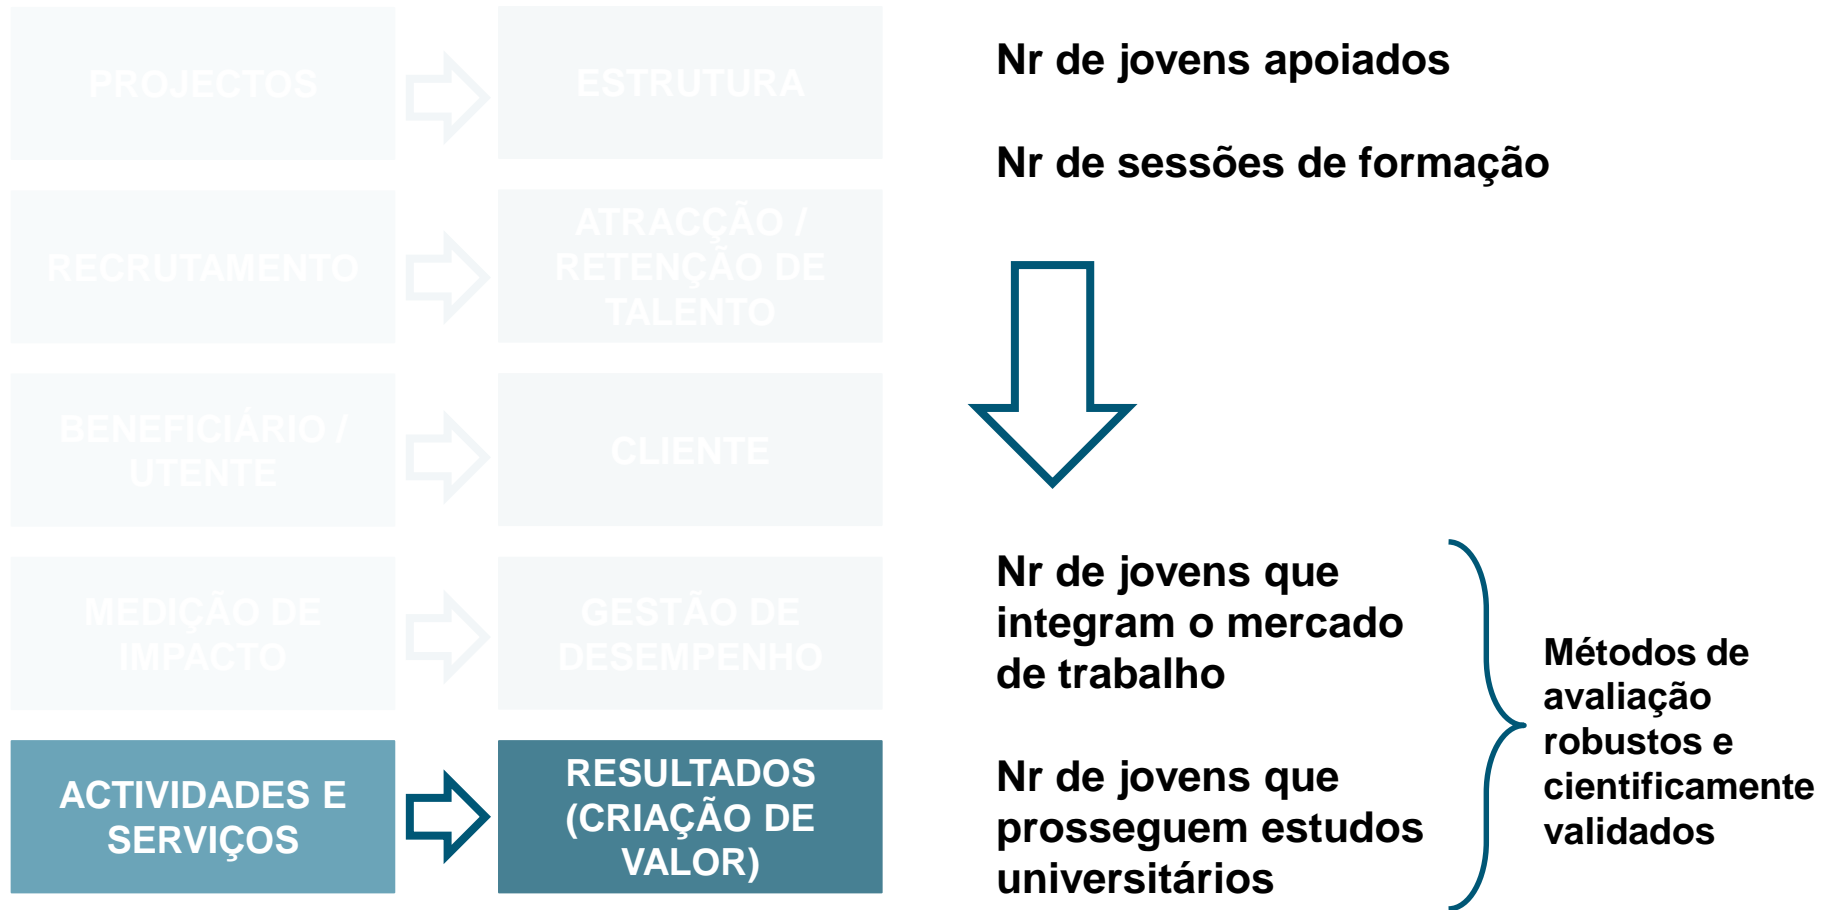 PROJECTOS
ESTRUTURA
RECRUTAMENTO
ATRACÇÃO /
RETENÇÃO DE
TALENTO
BENEFICIÁRIO /
UTENTE
CLIENTE
MEDIÇÃO DE
IMPACTO
GESTÃO DE
DESEMPENHO
ACTIVIDADES E
SERVIÇOS
RESULTADOS
(CRIAÇÃO DE
VALOR)
Nr de jovens apoiados
Nr de sessões de formação
Nr de jovens que
integram o mercado
de trabalho
Nr de jovens que
prosseguem estudos
universitários
Métodos de
avaliação
robustos e
cientificamente
validados